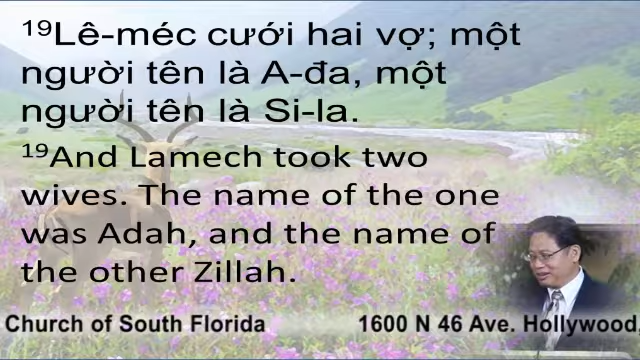 19Lê-méc cưới hai vợ; một
người tên là A-đa, một
người tên là Si-la.
19And Lamech took two
wives. The name of the one
was Adah, and the name of
the other Zillah.
Church of South Florida 1600 N 46 Ave. Hollywood,